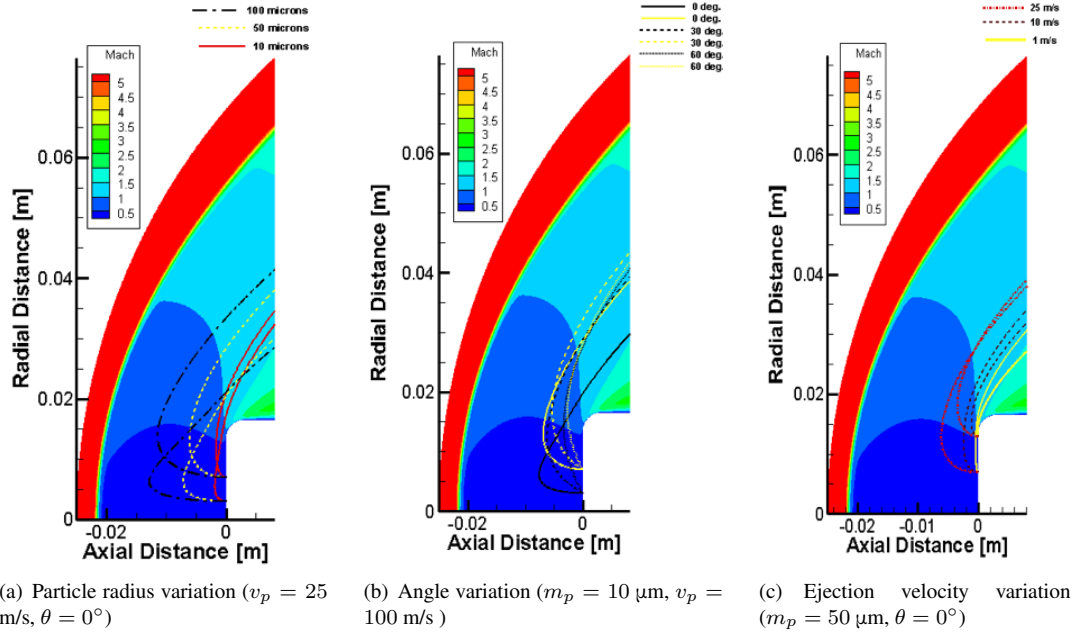 100 microns
50 microns
10 microns
Mach
5
4.5
4
3.5
3
2.5
2
1.5
1
0.5
Radial Distance [m]
0.06
0.04
0.02
0
-0.02
0
Axial Distance [m]
(a) Particle radius variation (v_p = 25
m/s, θ = 0°)
0 deg.
0 deg.
30 deg.
30 deg.
60 deg.
60 deg.
Mach
5
4.5
4
3.5
3
2.5
2
1.5
1
0.5
Radial Distance [m]
0.06
0.04
0.02
0
-0.02
0
Axial Distance [m]
(b) Angle variation (m_p = 10 µm, v_p =
100 m/s )
25 m/s
10 m/s
1 m/s
Mach
5
4.5
4
3.5
3
2.5
2
1.5
1
0.5
Radial Distance [m]
0.06
0.04
0.02
0
-0.02
-0.01
0
Axial Distance [m]
(c) Ejection velocity variation
(m_p = 50 µm, θ = 0°)